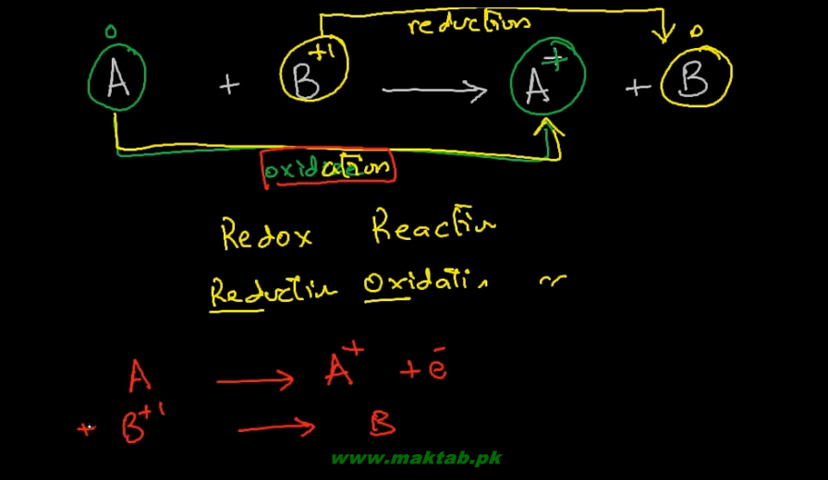 reduction
0 0
A + B+1 → A+ + B
oxidation
Redox Reaction
Reduction Oxidation "
A → A+ + e-
+ B+1 → B
www.maktab.pk